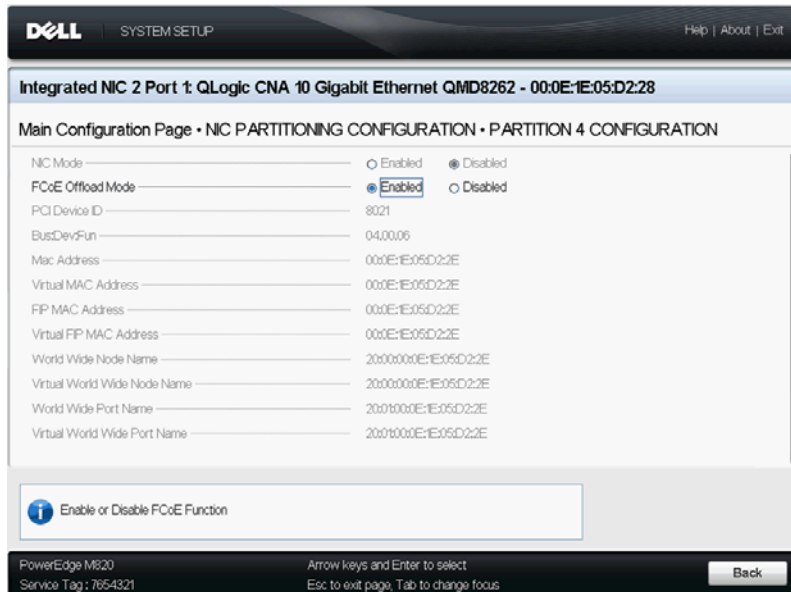 DELL SYSTEM SETUP Help | About | Exit
Integrated NIC 2 Port 1: QLogic CNA 10 Gigabit Ethernet QMD8262 - 00:0E:1E:05:D2:28
Main Configuration Page • NIC PARTITIONING CONFIGURATION • PARTITION 4 CONFIGURATION
NIC Mode Enabled Disabled
FCoE Offload Mode Enabled Disabled
PCI Device ID 8021
Bus:Dev:Fun 04,00,06
Mac Address 00:0E:1E:05:D2:2E
Virtual MAC Address 00:0E:1E:05:D2:2E
FIP MAC Address 00:0E:1E:05:D2:2E
Virtual FIP MAC Address 00:0E:1E:05:D2:2E
World Wide Node Name 20:00:00:0E:1E:05:D2:2E
Virtual World Wide Node Name 20:00:00:0E:1E:05:D2:2E
World Wide Port Name 20:01:00:0E:1E:05:D2:2E
Virtual World Wide Port Name 20:01:00:0E:1E:05:D2:2E
Enable or Disable FCoE Function
PowerEdge M820 Arrow keys and Enter to select
Service Tag : 7654321 Esc to exit page, Tab to change focus
Back